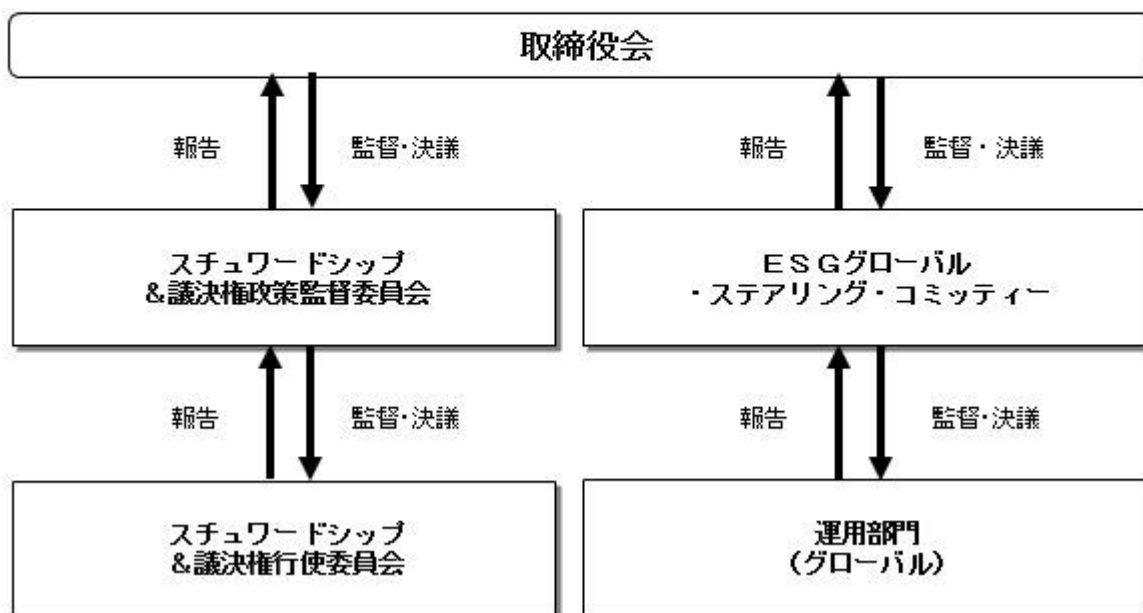 取締役会
報告
監督・決議
報告
監督・決議
スチュワードシップ
&議決権政策監督委員会
ＥＳＧグローバル
・ステアリング・コミッティー
報告
監督・決議
報告
監督・決議
スチュワードシップ
&議決権行使委員会
運用部門
（グローバル）